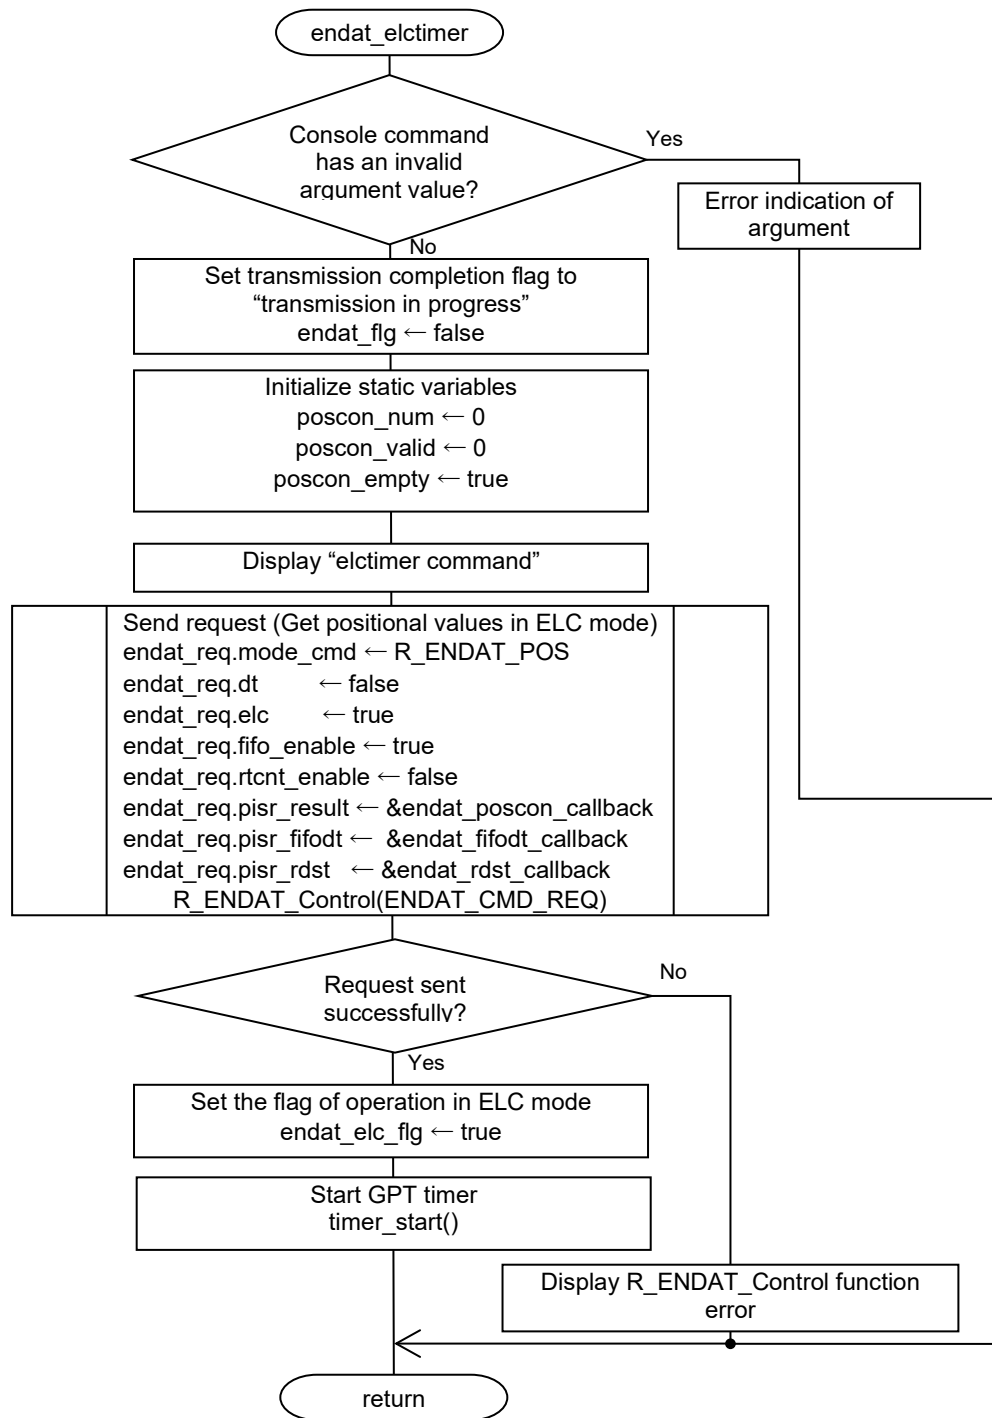 endat_elctimer
Console command
has an invalid
argument value?
Yes
Error indication of
argument
No
Set transmission completion flag to
“transmission in progress”
endat_flg ← false
Initialize static variables
poscon_num ← 0
poscon_valid ← 0
poscon_empty ← true
Display “elctimer command”
Send request (Get positional values in ELC mode)
endat_req.mode_cmd ← R_ENDAT_POS
endat_req.dt ← false
endat_req.elc ← true
endat_req.fifo_enable ← true
endat_req.rtcnt_enable ← false
endat_req.pisr_result ← &endat_poscon_callback
endat_req.pisr_fifodt ← &endat_fifodt_callback
endat_req.pisr_rdst ← &endat_rdst_callback
R_ENDAT_Control(ENDAT_CMD_REQ)
Request sent
successfully?
No
Yes
Set the flag of operation in ELC mode
endat_elc_flg ← true
Start GPT timer
timer_start()
Display R_ENDAT_Control function
error
return